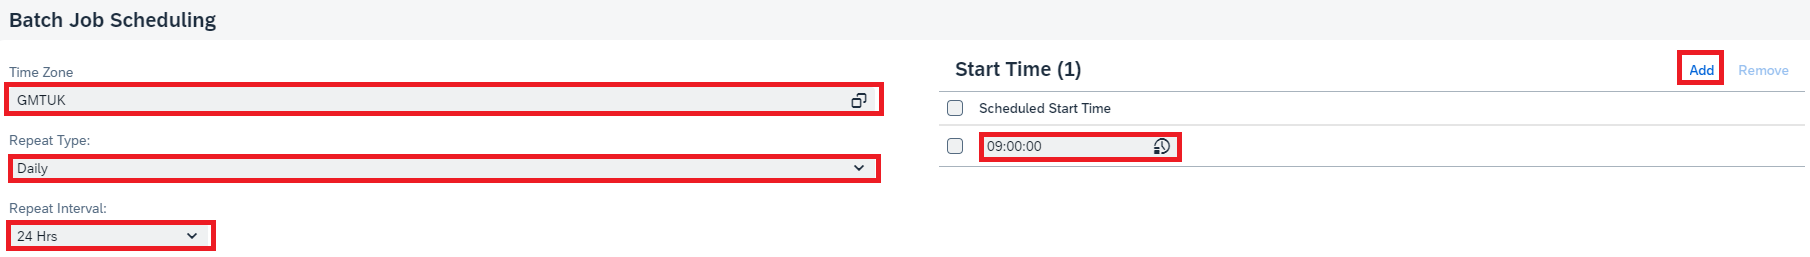 Batch Job Scheduling
Time Zone
GMTUK
Repeat Type:
Daily
Repeat Interval:
24 Hrs
Start Time (1)
Add Remove
Scheduled Start Time
09:00:00